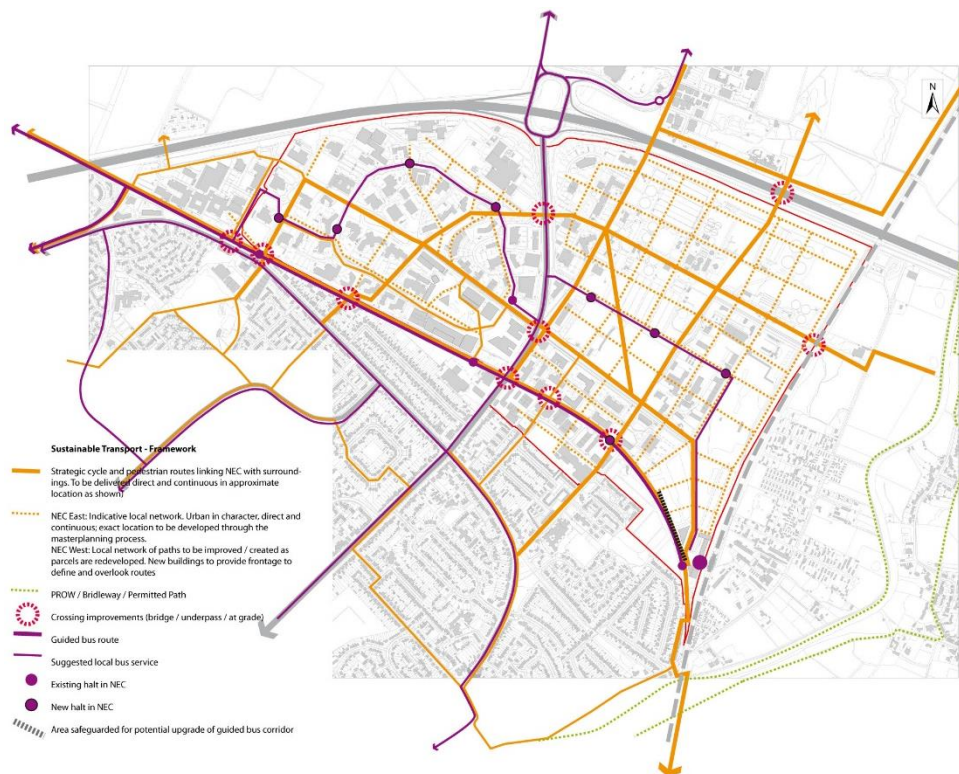 N
Sustainable Transport - Framework
Strategic cycle and pedestrian routes linking NEC with surround-
ings. To be delivered direct and continuous in approximate
location as shown)
NEC East: Indicative local network. Urban in character, direct and
continuous; exact location to be developed through the
masterplanning process.
NEC West: Local network of paths to be improved / created as
parcels are redeveloped. New buildings to provide frontage to
define and overlook routes
PROW / Bridleway / Permitted Path
Crossing improvements (bridge / underpass / at grade)
Guided bus route
Suggested local bus service
Existing halt in NEC
New halt in NEC
Area safeguarded for potential upgrade of guided bus corridor